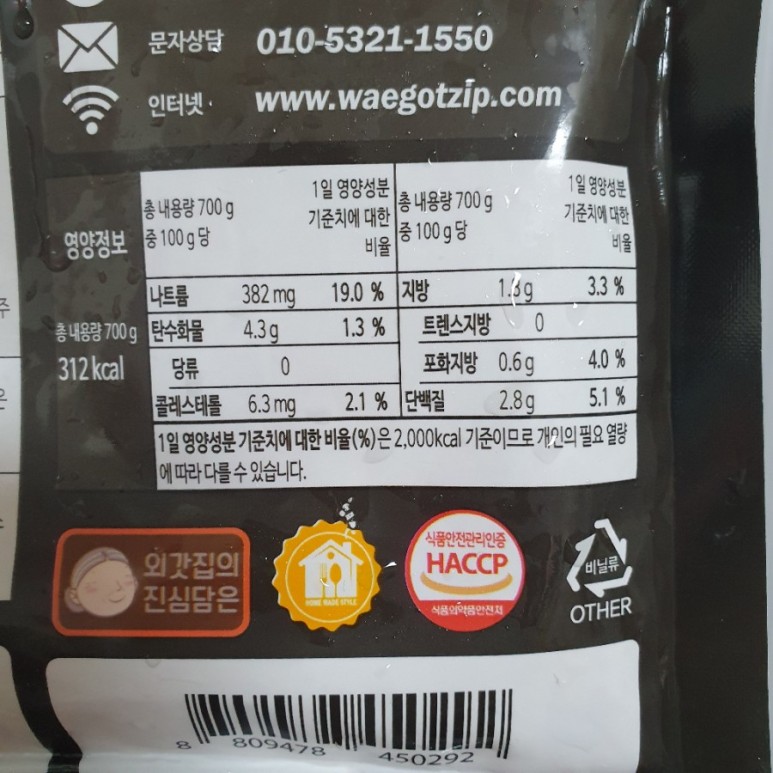 문자상담 010-5321-1550
인터넷 · www.waegotzip.com
영양정보
총 내용량 700 g
중 100 g 당
1일 영양성분
기준치에 대한
비율
총 내용량 700 g
중 100 g 당
1일 영양성분
기준치에 대한
비율
총 내용량 700 g
312 kcal
나트륨 382 mg 19.0 % 지방 1.8 g 3.3 %
탄수화물 4.3 g 1.3 % 트렌스지방 0
당류 0 포화지방 0.6 g 4.0 %
콜레스테롤 6.3 mg 2.1 % 단백질 2.8 g 5.1 %
1일 영양성분 기준치에 대한 비율(%)은 2,000kcal 기준이므로 개인의 필요 열량
에 따라 다를 수 있습니다.
외갓집의
진심담은
HOME MADE STYLE
식품안전관리인증
HACCP
식품의약품안전처
비닐류
OTHER
8 809478 450292